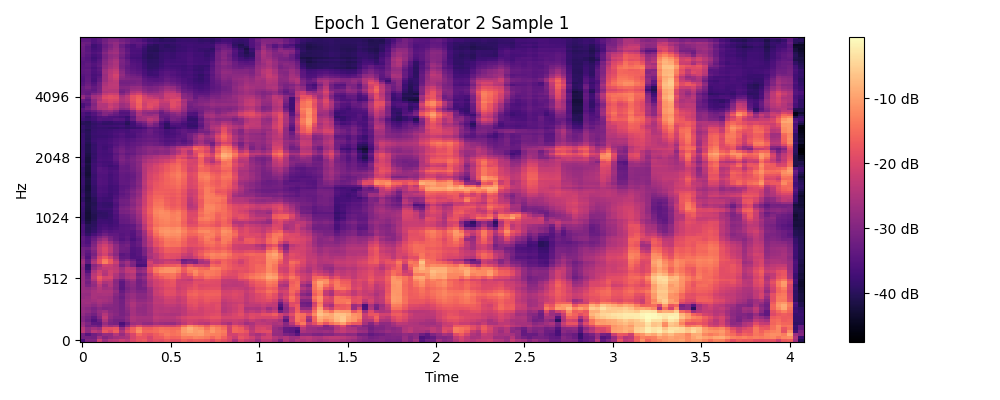 Epoch 1 Generator 2 Sample 1
Hz
4096
2048
1024
512
0
0 0.5 1 1.5 2 2.5 3 3.5 4
Time
-10 dB
-20 dB
-30 dB
-40 dB